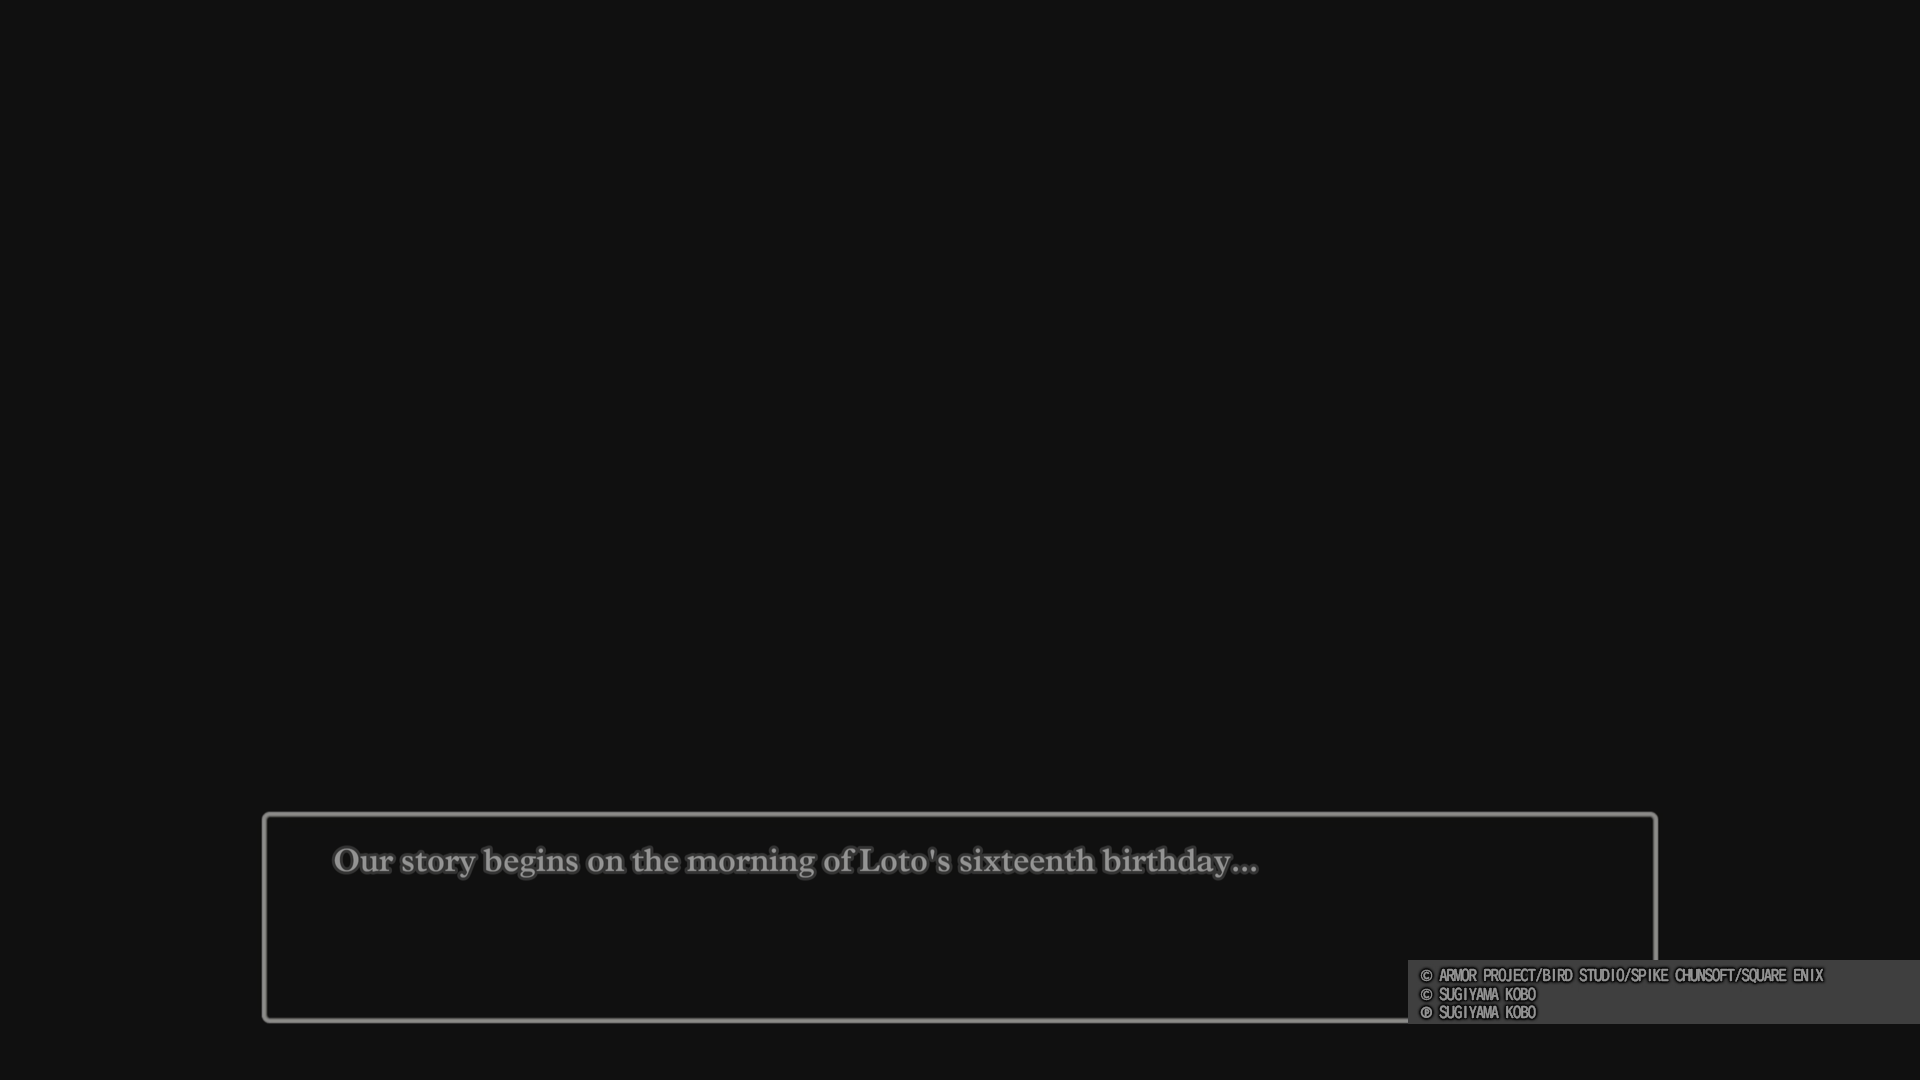 Our story begins on the morning of Loto's sixteenth birthday...
© ARMOR PROJECT/BIRD STUDIO/SPIKE CHUNSOFT/SQUARE ENIX
© SUGIYAMA KOBO
℗ SUGIYAMA KOBO